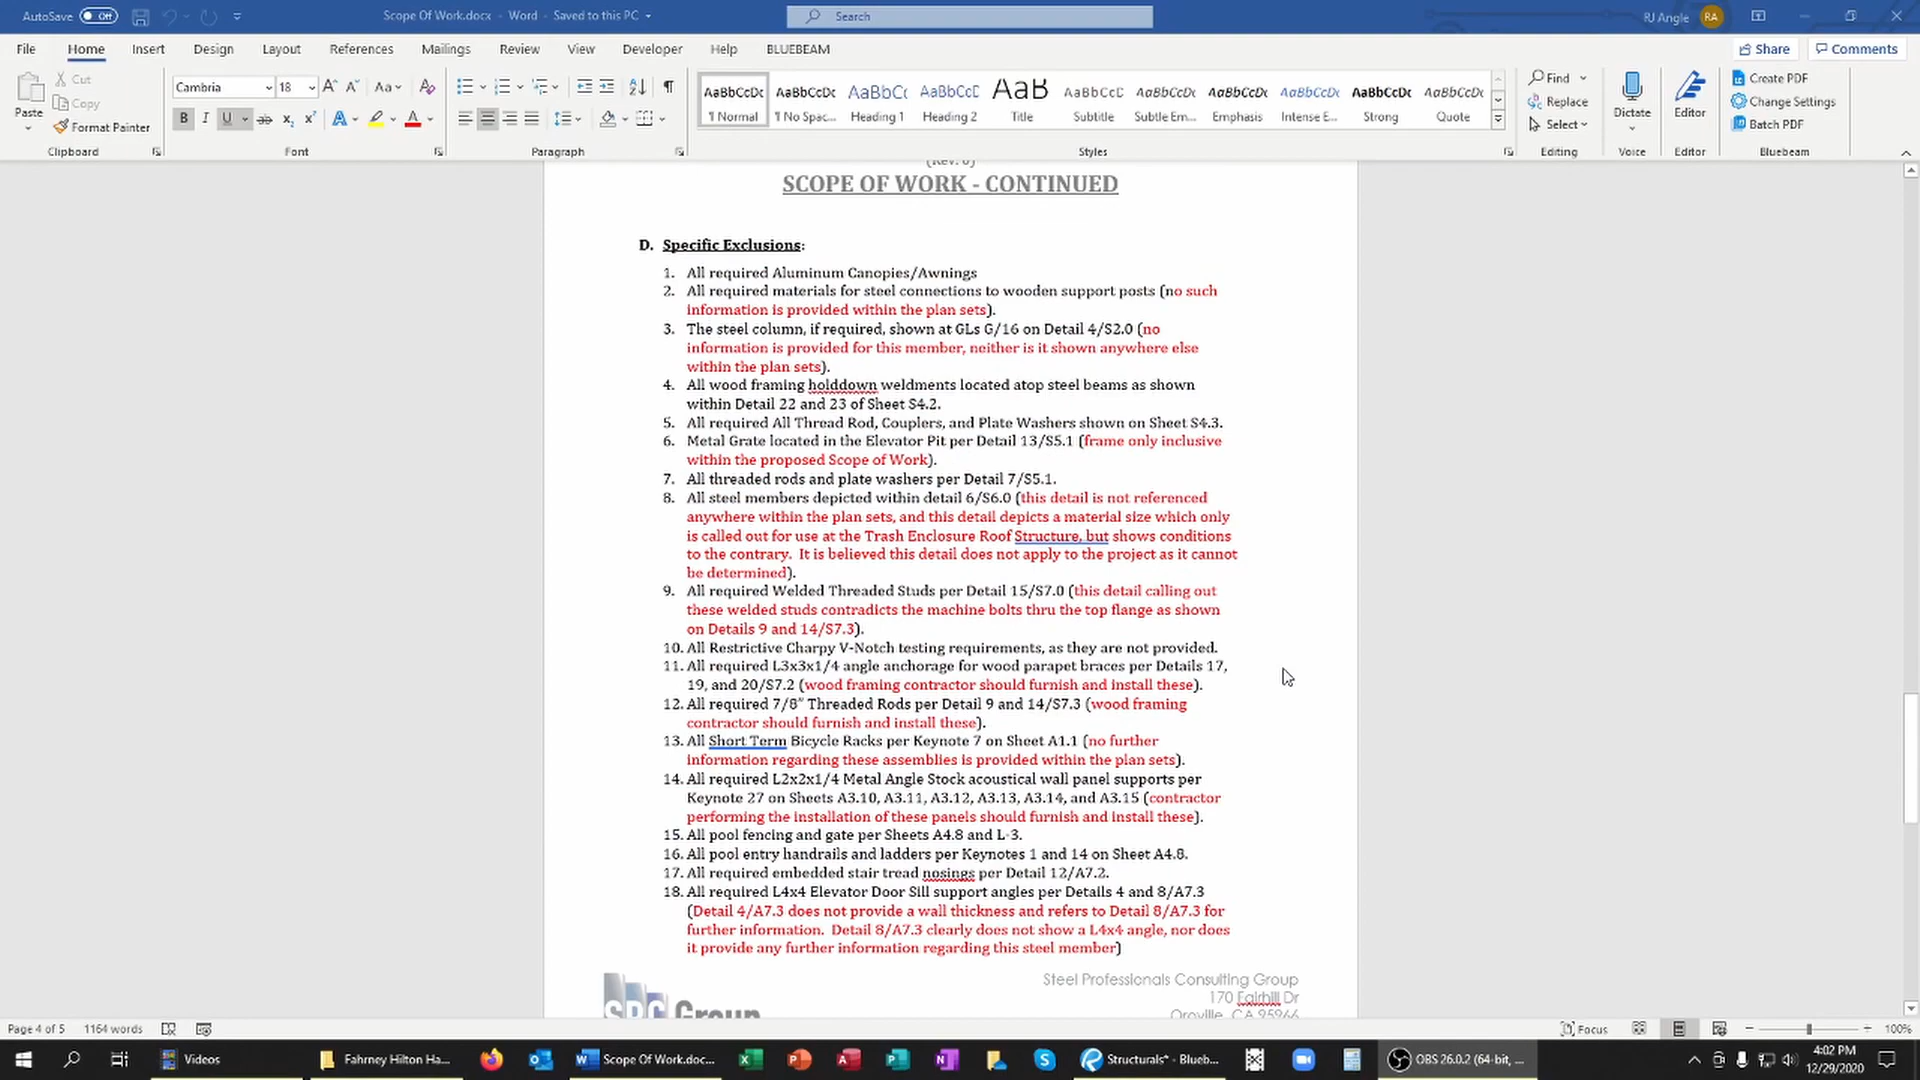 AutoSave Off Scope Of Work.docx - Word - Saved to this PC Search RJ Angle RA
File Home Insert Design Layout References Mailings Review View Developer Help BLUEBEAM Share Comments
Paste Cut Copy Format Painter Clipboard
Cambria 18 Font
Paragraph
AaBbCcDc AaBbCcDc AaBbCc AaBbCcE AaB AaBbCcD AaBbCcDc AaBbCcDc AaBbCcDc AaBbCcDc AaBbCcDc
¶ Normal ¶ No Spac... Heading 1 Heading 2 Title Subtitle Subtle Em... Emphasis Intense E... Strong Quote
Styles
Find Replace Select Editing
Dictate Voice
Editor Editor
Create PDF Change Settings Batch PDF Bluebeam
SCOPE OF WORK - CONTINUED
D. Specific Exclusions:
1. All required Aluminum Canopies/Awnings
2. All required materials for steel connections to wooden support posts (no such
information is provided within the plan sets).
3. The steel column, if required, shown at GLs G/16 on Detail 4/S2.0 (no
information is provided for this member, neither is it shown anywhere else
within the plan sets).
4. All wood framing holddown weldments located atop steel beams as shown
within Detail 22 and 23 of Sheet S4.2.
5. All required All Thread Rod, Couplers, and Plate Washers shown on Sheet S4.3.
6. Metal Grate located in the Elevator Pit per Detail 13/S5.1 (frame only inclusive
within the proposed Scope of Work).
7. All threaded rods and plate washers per Detail 7/S5.1.
8. All steel members depicted within detail 6/S6.0 (this detail is not referenced
anywhere within the plan sets, and this detail depicts a material size which only
is called out for use at the Trash Enclosure Roof Structure, but shows conditions
to the contrary. It is believed this detail does not apply to the project as it cannot
be determined).
9. All required Welded Threaded Studs per Detail 15/S7.0 (this detail calling out
these welded studs contradicts the machine bolts thru the top flange as shown
on Details 9 and 14/S7.3).
10. All Restrictive Charpy V-Notch testing requirements, as they are not provided.
11. All required L3x3x1/4 angle anchorage for wood parapet braces per Details 17,
19, and 20/S7.2 (wood framing contractor should furnish and install these).
12. All required 7/8” Threaded Rods per Detail 9 and 14/S7.3 (wood framing
contractor should furnish and install these).
13. All Short Term Bicycle Racks per Keynote 7 on Sheet A1.1 (no further
information regarding these assemblies is provided within the plan sets).
14. All required L2x2x1/4 Metal Angle Stock acoustical wall panel supports per
Keynote 27 on Sheets A3.10, A3.11, A3.12, A3.13, A3.14, and A3.15 (contractor
performing the installation of these panels should furnish and install these).
15. All pool fencing and gate per Sheets A4.8 and L-3.
16. All pool entry handrails and ladders per Keynotes 1 and 14 on Sheet A4.8.
17. All required embedded stair tread nosings per Detail 12/A7.2.
18. All required L4x4 Elevator Door Sill support angles per Details 4 and 8/A7.3
(Detail 4/A7.3 does not provide a wall thickness and refers to Detail 8/A7.3 for
further information. Detail 8/A7.3 clearly does not show a L4x4 angle, nor does
it provide any further information regarding this steel member)
Steel Professionals Consulting Group
170 Fairhill Dr
Oroville, CA 95966
SPC Group
Page 4 of 5 1164 words Focus 100%
Videos Fahrney Hilton Ha... Scope Of Work.doc... Structurals* - Blueb... OBS 26.0.2 (64-bit, ...
4:02 PM
12/29/2020